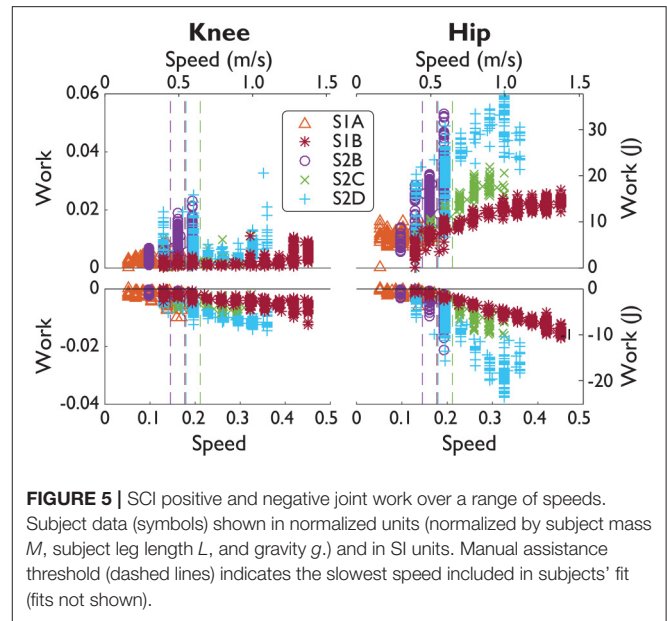 Knee Hip
Speed (m/s) Speed (m/s)
0 0.5 1.0 1.5 0 0.5 1.0 1.5
0.06
0.04
0.02
0
Work
S1A
S1B
S2B
S2C
S2D
30
20
10
0
Work (J)
0
-0.02
-0.04
Work
0
-10
-20
Work (J)
0 0.1 0.2 0.3 0.4 0.5 0 0.1 0.2 0.3 0.4 0.5
Speed Speed
FIGURE 5 | SCI positive and negative joint work over a range of speeds.
Subject data (symbols) shown in normalized units (normalized by subject mass
M, subject leg length L, and gravity g.) and in SI units. Manual assistance
threshold (dashed lines) indicates the slowest speed included in subjects' fit
(fits not shown).